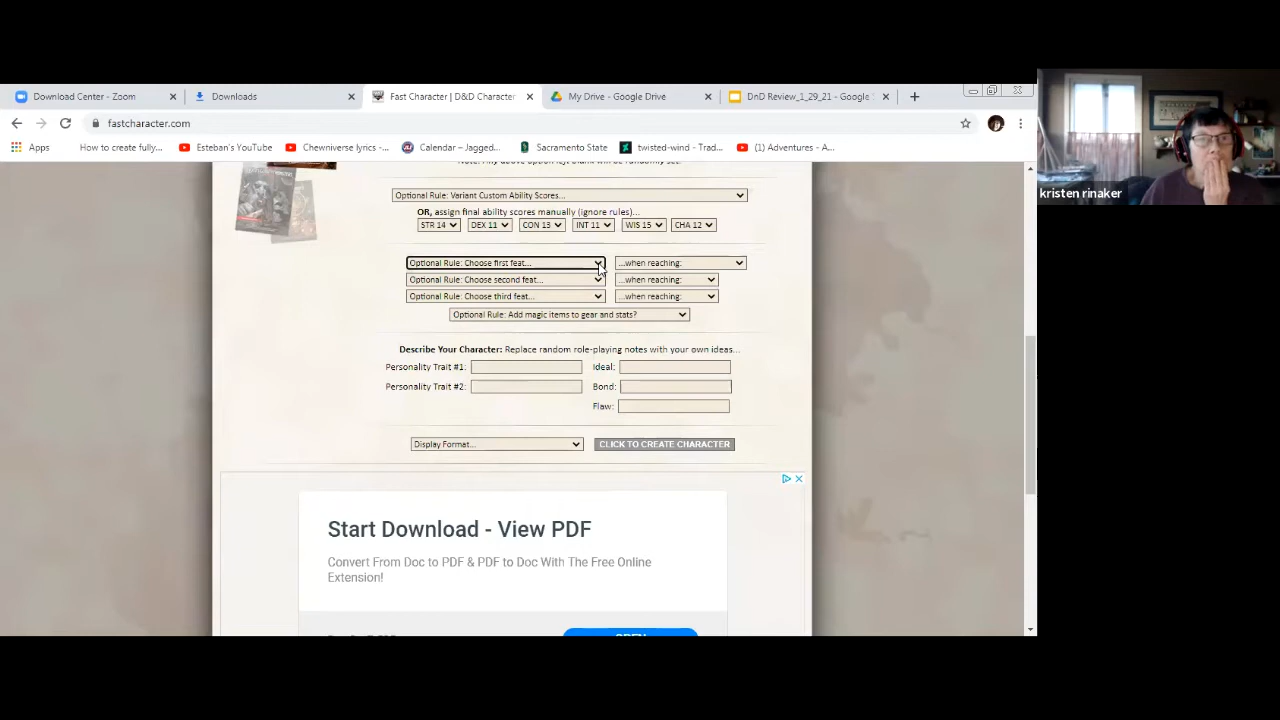 Download Center - Zoom
Downloads
Fast Character | D&D Character
My Drive - Google Drive
DnD Review_1_29_21 - Google
fastcharacter.com
Apps
How to create fully...
Esteban's YouTube
Chewniverse lyrics -...
Calendar – Jagged...
Sacramento State
twisted-wind - Trad...
(1) Adventures - A...
kristen rinaker
Optional Rule: Variant Custom Ability Scores...
OR, assign final ability scores manually (ignore rules)...
STR 14 DEX 11 CON 13 INT 11 WIS 15 CHA 12
Optional Rule: Choose first feat... ...when reaching:
Optional Rule: Choose second feat... ...when reaching:
Optional Rule: Choose third feat... ...when reaching:
Optional Rule: Add magic items to gear and stats?
Describe Your Character: Replace random role-playing notes with your own ideas...
Personality Trait #1: Ideal:
Personality Trait #2: Bond:
Flaw:
Display Format... CLICK TO CREATE CHARACTER
Start Download - View PDF
Convert From Doc to PDF & PDF to Doc With The Free Online
Extension!